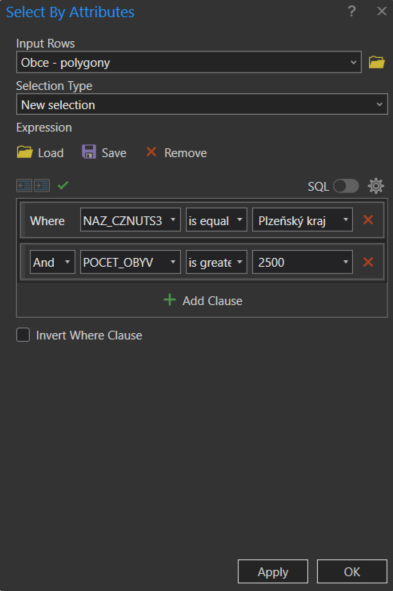 Select By Attributes ? ×
Input Rows
Obce - polygony
Selection Type
New selection
Expression
Load Save Remove
SQL
Where NAZ_CZNUTS3 is equal Plzeňský kraj
And POCET_OBYV is greate 2500
Add Clause
Invert Where Clause
Apply OK